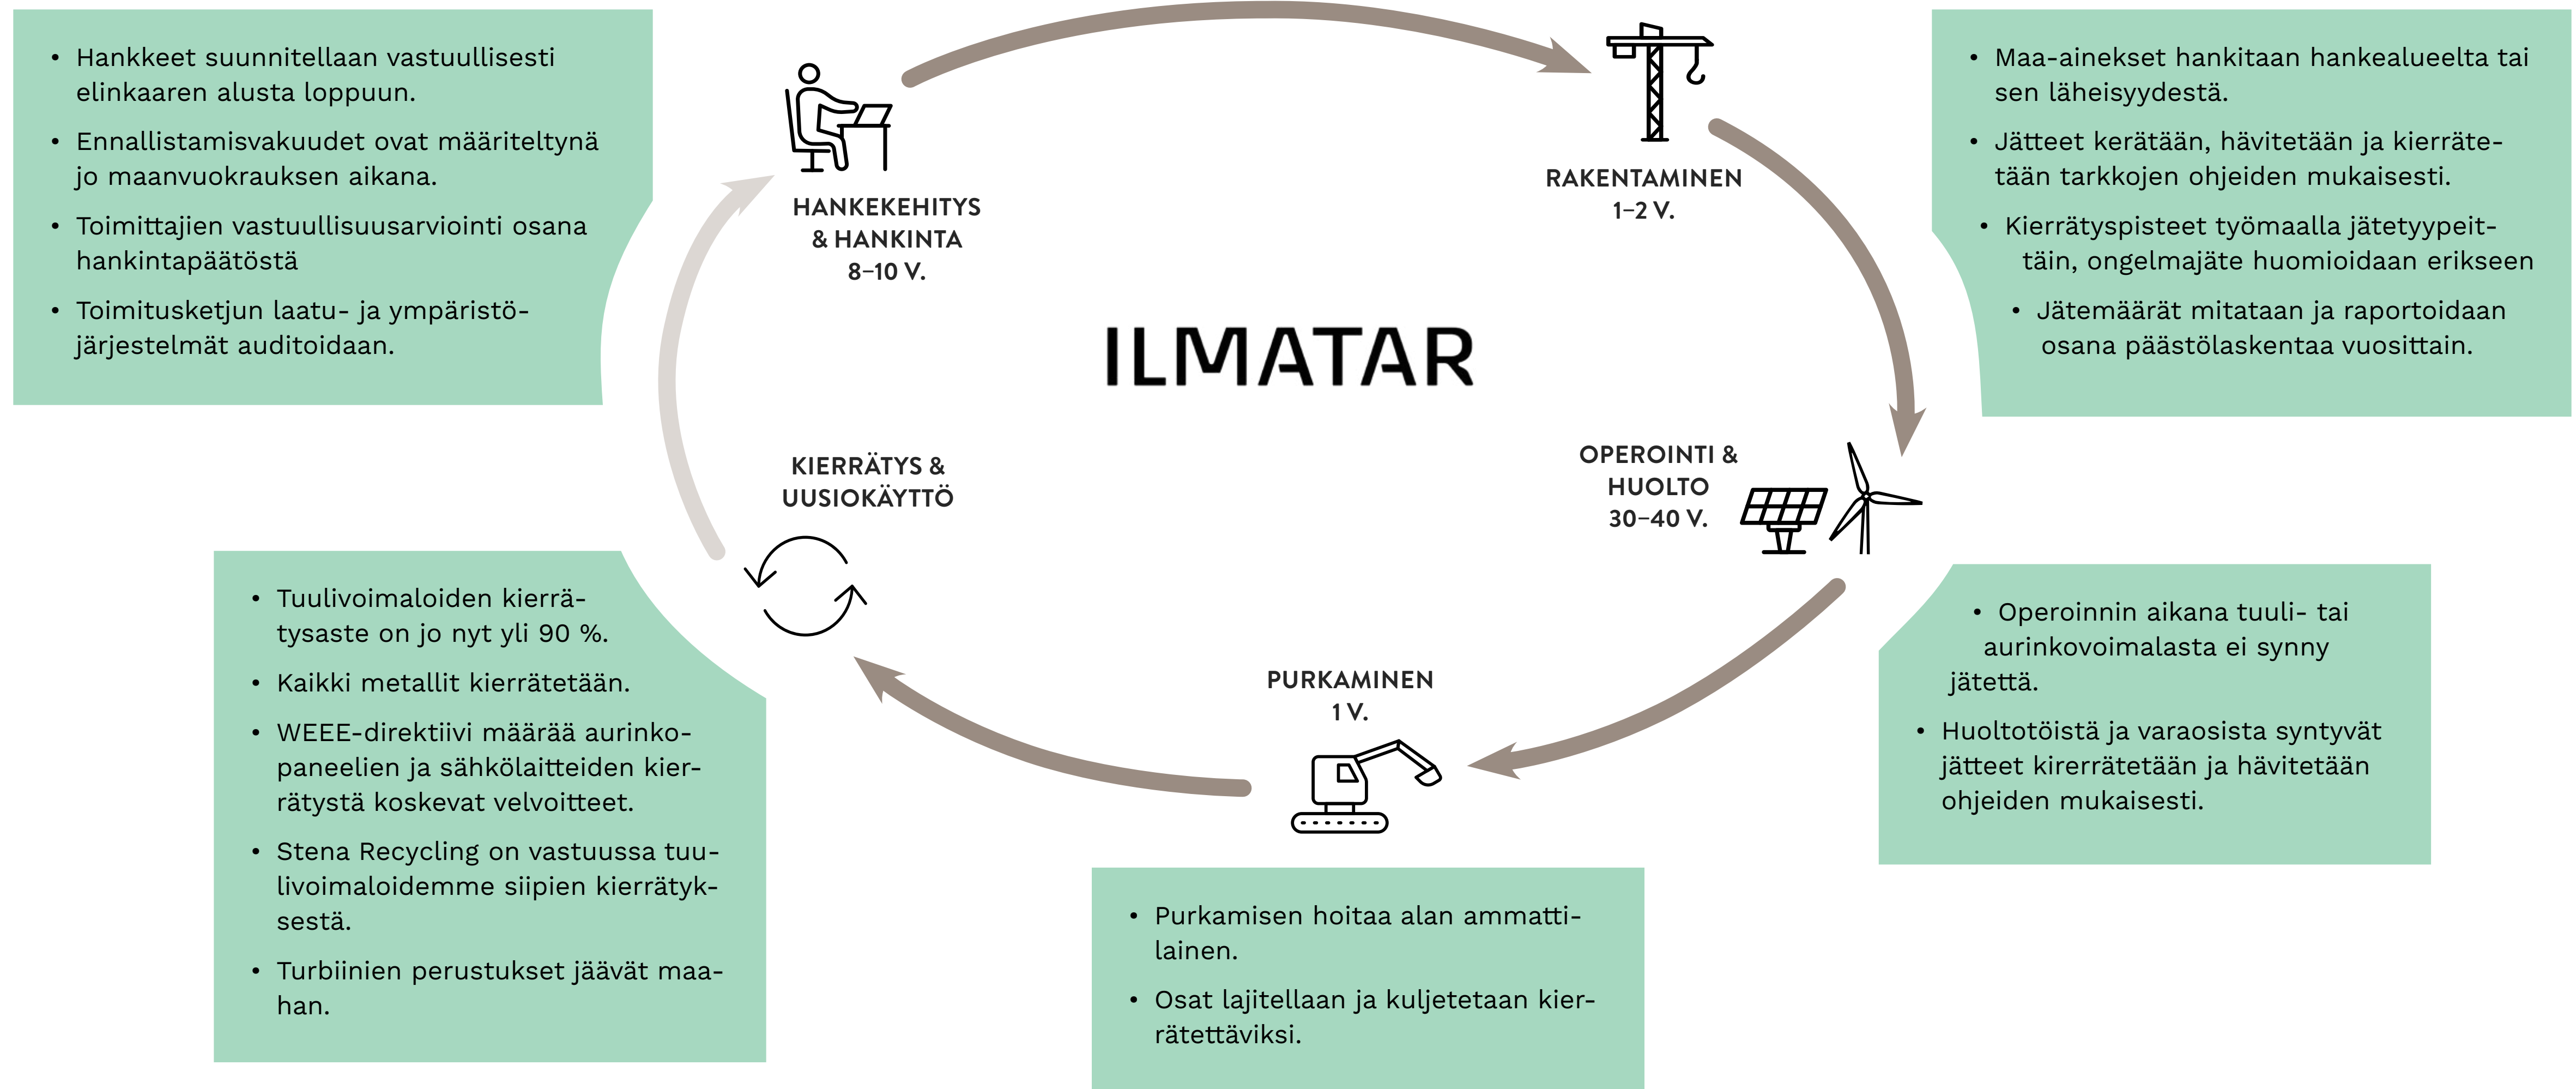 • Hankkeet suunnitellaan vastuullisesti
elinkaaren alusta loppuun.
• Ennallistamisvakuudet ovat määriteltynä
jo maanvuokrauksen aikana.
• Toimittajien vastuullisuusarviointi osana
hankintapäätöstä
• Toimitusketjun laatu- ja ympäristö-
järjestelmät auditoidaan.
HANKEKEHITYS
& HANKINTA
8–10 V.
RAKENTAMINEN
1–2 V.
• Maa-ainekset hankitaan hankealueelta tai
sen läheisyydestä.
• Jätteet kerätään, hävitetään ja kierräte-
tään tarkkojen ohjeiden mukaisesti.
• Kierrätyspisteet työmaalla jätetyypeit-
täin, ongelmajäte huomioidaan erikseen
• Jätemäärät mitataan ja raportoidaan
osana päästölaskentaa vuosittain.
ILMATAR
OPEROINTI &
HUOLTO
30–40 V.
• Operoinnin aikana tuuli- tai
aurinkovoimalasta ei synny
jätettä.
• Huoltotöistä ja varaosista syntyvät
jätteet kirerrätetään ja hävitetään
ohjeiden mukaisesti.
PURKAMINEN
1 V.
• Purkamisen hoitaa alan ammatti-
lainen.
• Osat lajitellaan ja kuljetetaan kier-
rätettäviksi.
KIERRÄTYS &
UUSIOKÄYTTÖ
• Tuulivoimaloiden kierrä-
tysaste on jo nyt yli 90 %.
• Kaikki metallit kierrätetään.
• WEEE-direktiivi määrää aurinko-
paneelien ja sähkölaitteiden kier-
rätystä koskevat velvoitteet.
• Stena Recycling on vastuussa tuu-
livoimaloidemme siipien kierrätyk-
sestä.
• Turbiinien perustukset jäävät maa-
han.